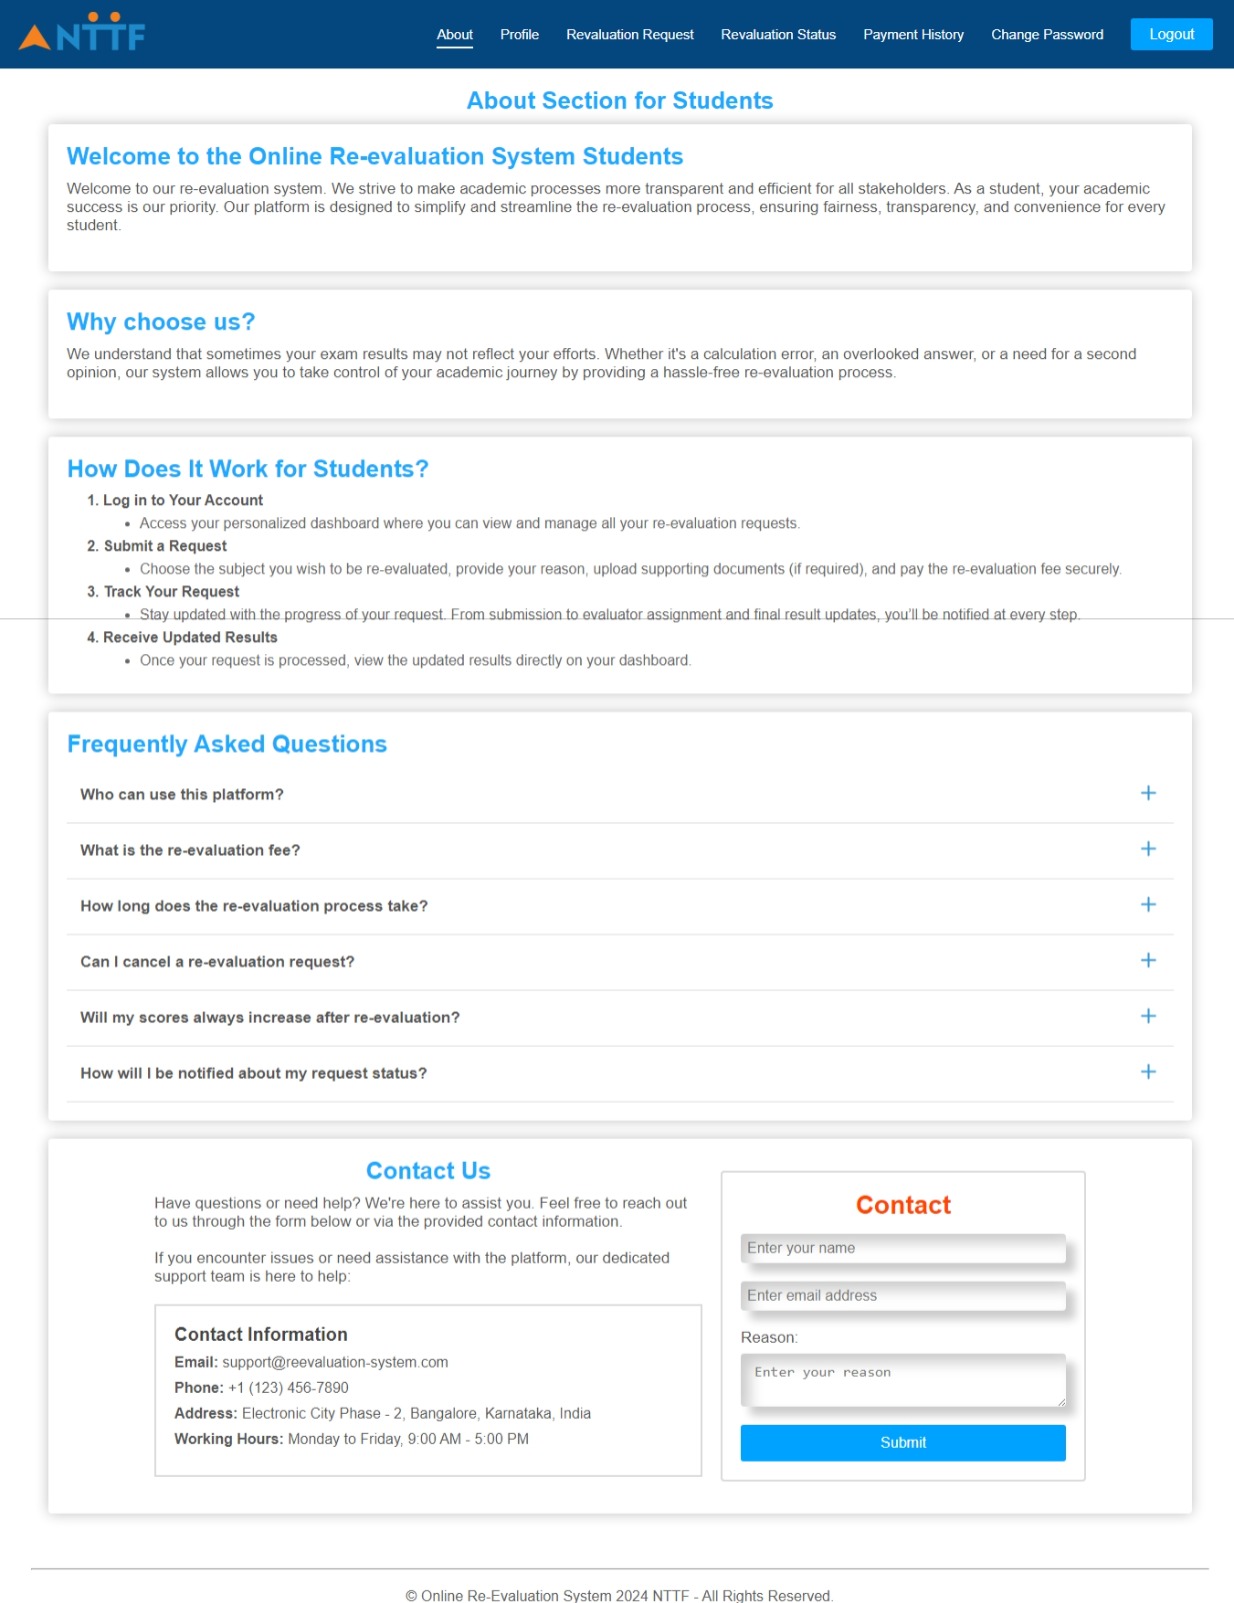 NTTF
About
Profile
Revaluation Request
Revaluation Status
Payment History
Change Password
Logout
About Section for Students
Welcome to the Online Re-evaluation System Students
Welcome to our re-evaluation system. We strive to make academic processes more transparent and efficient for all stakeholders. As a student, your academic
success is our priority. Our platform is designed to simplify and streamline the re-evaluation process, ensuring fairness, transparency, and convenience for every
student.
Why choose us?
We understand that sometimes your exam results may not reflect your efforts. Whether it's a calculation error, an overlooked answer, or a need for a second
opinion, our system allows you to take control of your academic journey by providing a hassle-free re-evaluation process.
How Does It Work for Students?
1. Log in to Your Account
• Access your personalized dashboard where you can view and manage all your re-evaluation requests.
2. Submit a Request
• Choose the subject you wish to be re-evaluated, provide your reason, upload supporting documents (if required), and pay the re-evaluation fee securely.
3. Track Your Request
• Stay updated with the progress of your request. From submission to evaluator assignment and final result updates, you'll be notified at every step.
4. Receive Updated Results
• Once your request is processed, view the updated results directly on your dashboard.
Frequently Asked Questions
Who can use this platform? +
What is the re-evaluation fee? +
How long does the re-evaluation process take? +
Can I cancel a re-evaluation request? +
Will my scores always increase after re-evaluation? +
How will I be notified about my request status? +
Contact Us
Have questions or need help? We're here to assist you. Feel free to reach out
to us through the form below or via the provided contact information.
If you encounter issues or need assistance with the platform, our dedicated
support team is here to help:
Contact Information
Email: support@reevaluation-system.com
Phone: +1 (123) 456-7890
Address: Electronic City Phase - 2, Bangalore, Karnataka, India
Working Hours: Monday to Friday, 9:00 AM - 5:00 PM
Contact
Enter your name
Enter email address
Reason:
Enter your reason
Submit
© Online Re-Evaluation System 2024 NTTF - All Rights Reserved.